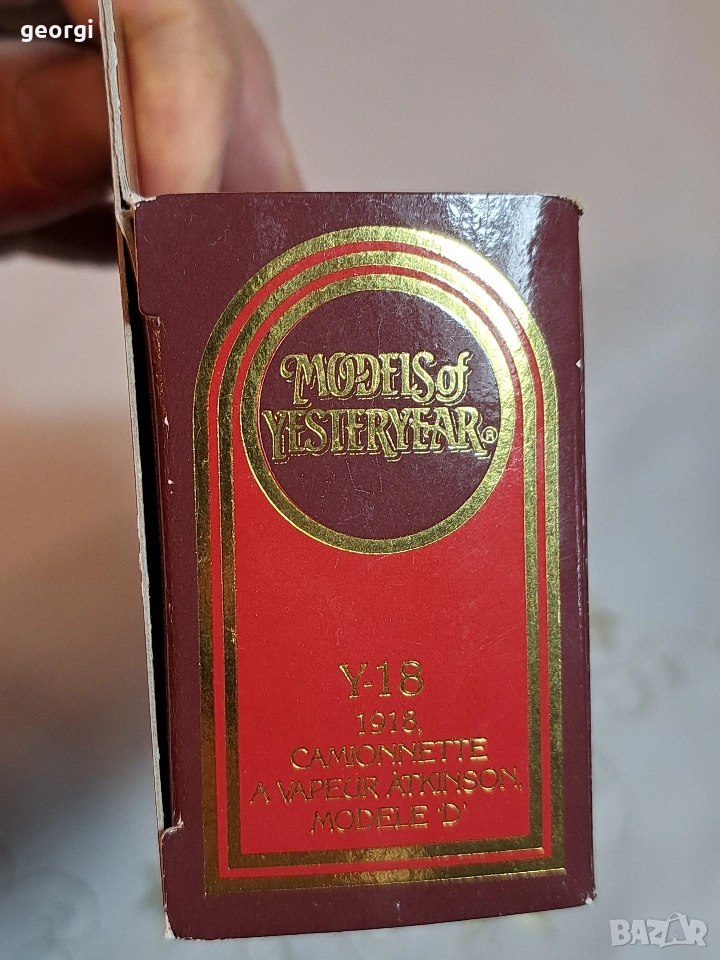 georgi
MODELS of
YESTERYEAR®
Y-18
1918,
CAMIONNETTE
A VAPEUR ATKINSON,
MODELE 'D'
BAZAR